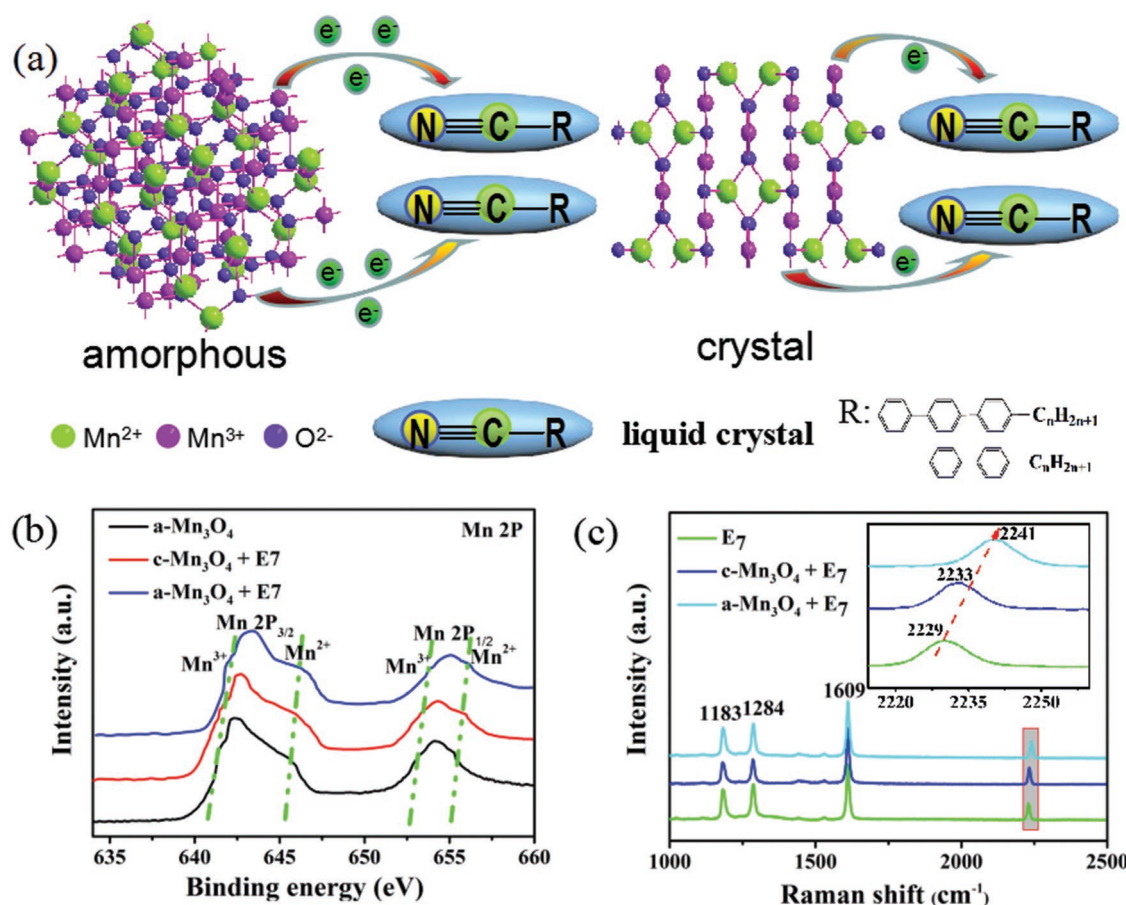 (a)
e⁻ e⁻
e⁻
N≡C-R
N≡C-R
e⁻ e⁻
e⁻
amorphous
e⁻
N≡C-R
N≡C-R
e⁻
crystal
Mn²⁺ Mn³⁺ O²⁻
N≡C-R
liquid crystal
R: CₙH₂ₙ₊₁
CₙH₂ₙ₊₁
(b)
a-Mn₃O₄
c-Mn₃O₄ + E7
a-Mn₃O₄ + E7
Mn 2P
Mn 2P₃/₂
Mn³⁺
Mn²⁺
Mn 2P₁/₂
Mn³⁺
Mn²⁺
Intensity (a.u.)
635 640 645 650 655 660
Binding energy (eV)
(c)
E₇
c-Mn₃O₄ + E₇
a-Mn₃O₄ + E₇
2241
2233
2229
2220 2235 2250
1183 1284
1609
Intensity (a.u.)
1000 1500 2000 2500
Raman shift (cm⁻¹)